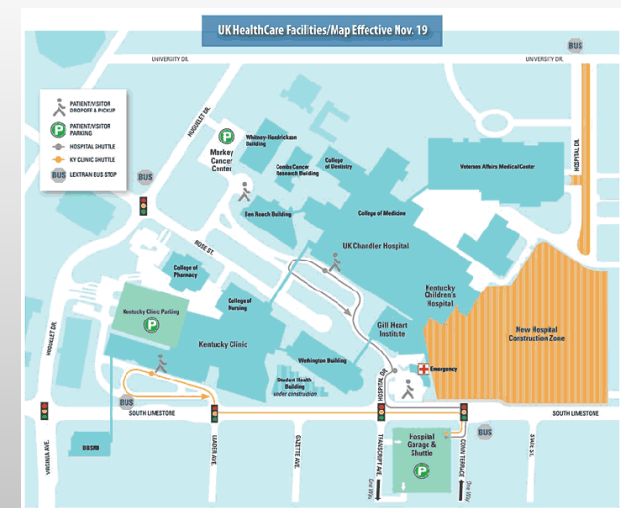 UK HealthCare Facilities/Map Effective Nov. 19
BUS
UNIVERSITY DR.
UNIVERSITY DR.
PATIENT/VISITOR
DROPOFF & PICKUP
P
PATIENT/VISITOR
PARKING
HOSPITAL SHUTTLE
KY CLINIC SHUTTLE
BUS
LEXTRAN BUS STOP
HUGUELET DR.
P
Markey
Cancer
Center
Whitney-Hendrickson
Building
Combs Cancer
Research Building
College
of Dentistry
Veterans Affairs Medical Center
HOSPITAL DR.
BUS
Ben Roach Building
College of Medicine
ROSE ST.
UK Chandler Hospital
College of
Pharmacy
College of
Nursing
Kentucky
Children's
Hospital
Kentucky Clinic Parking
P
HUGUELET DR.
Kentucky Clinic
Gill Heart
Institute
New Hospital
Construction Zone
Wethington Building
Emergency
Student Health
Building
under construction
HOSPITAL DR.
BUS
SOUTH LIMESTONE
SOUTH LIMESTONE
BBSRB
VIRGINIA AVE.
LEADER AVE.
GAZETTE AVE.
TRANSCRIPT AVE.
One Way
Hospital
Garage &
Shuttle
P
CONN TERRACE
One Way
BUS
STATE ST.